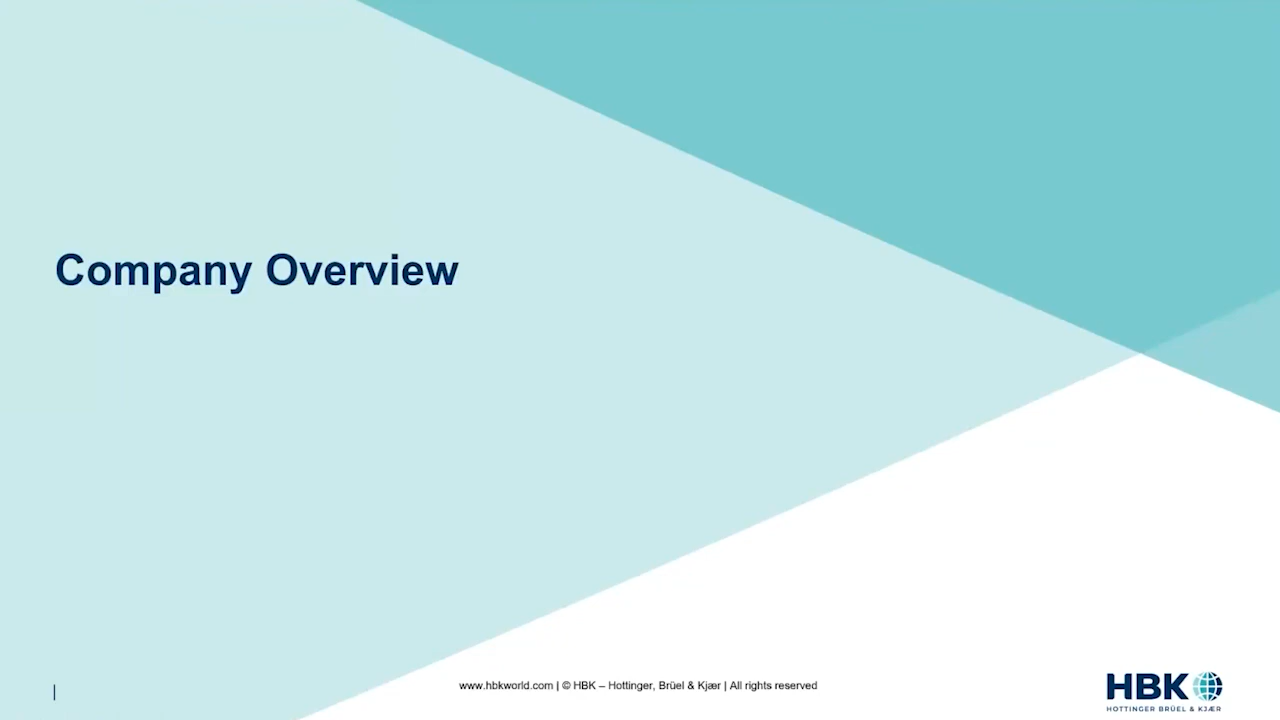 Company Overview
|
www.hbkworld.com | © HBK – Hottinger, Brüel & Kjær | All rights reserved
HBK
HOTTINGER BRÜEL & KJÆR